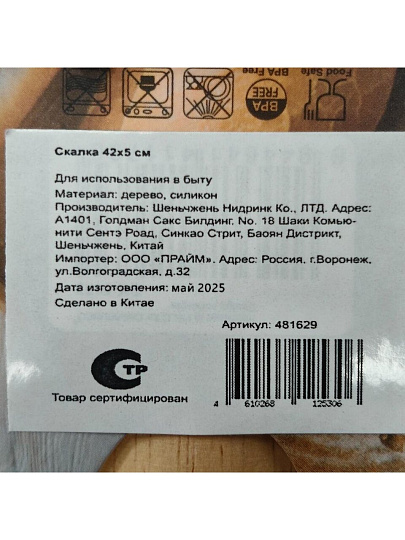 BPA Free
Food Safe
BPA
FREE
Скалка 42х5 см
Для использования в быту
Материал: дерево, силикон
Производитель: Шеньчжень Нидринк Ко., ЛТД. Адрес:
А1401, Голдман Сакс Билдинг, No. 18 Шаки Комью-
нити Сентэ Роад, Синкао Стрит, Баоян Дистрикт,
Шеньчжень, Китай
Импортер: ООО «ПРАЙМ». Адрес: Россия, г.Воронеж,
ул.Волгоградская, д.32
Дата изготовления: май 2025
Сделано в Китае
Артикул: 481629
СТР
Товар сертифицирован
4 610268 125306